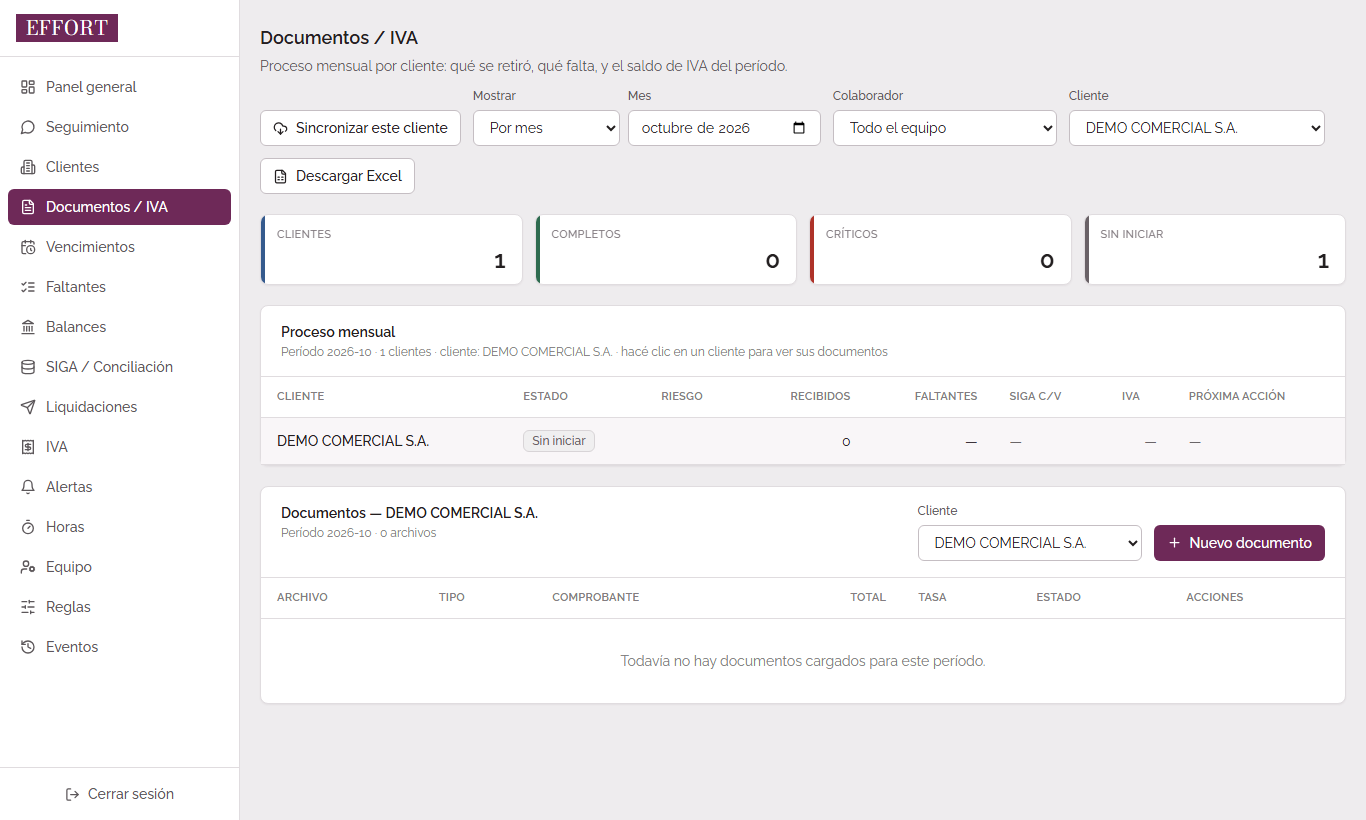 EFFORT
Panel general
Seguimiento
Clientes
Documentos / IVA
Vencimientos
Faltantes
Balances
SIGA / Conciliación
Liquidaciones
IVA
Alertas
Horas
Equipo
Reglas
Eventos
Cerrar sesión
Documentos / IVA
Proceso mensual por cliente: qué se retiró, qué falta, y el saldo de IVA del período.
Mostrar Mes Colaborador Cliente
Sincronizar este cliente Por mes octubre de 2026 Todo el equipo DEMO COMERCIAL S.A.
Descargar Excel
CLIENTES COMPLETOS CRÍTICOS SIN INICIAR
1 0 0 1
Proceso mensual
Período 2026-10 · 1 clientes · cliente: DEMO COMERCIAL S.A. · hacé clic en un cliente para ver sus documentos
CLIENTE ESTADO RIESGO RECIBIDOS FALTANTES SIGA C/V IVA PRÓXIMA ACCIÓN
DEMO COMERCIAL S.A. Sin iniciar 0 — — — —
Documentos — DEMO COMERCIAL S.A.
Período 2026-10 · 0 archivos
Cliente
DEMO COMERCIAL S.A. + Nuevo documento
ARCHIVO TIPO COMPROBANTE TOTAL TASA ESTADO ACCIONES
Todavía no hay documentos cargados para este período.